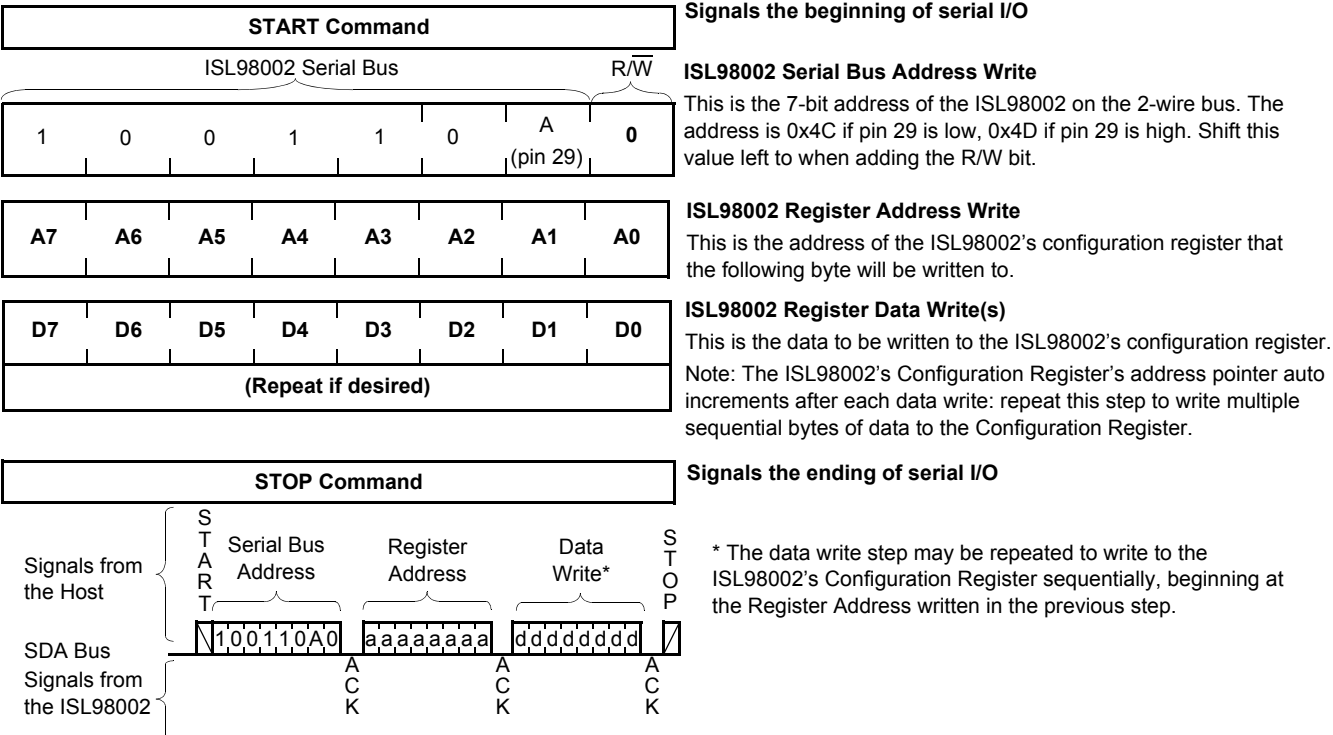 START Command
Signals the beginning of serial I/O
ISL98002 Serial Bus
R/W
ISL98002 Serial Bus Address Write
This is the 7-bit address of the ISL98002 on the 2-wire bus. The
address is 0x4C if pin 29 is low, 0x4D if pin 29 is high. Shift this
value left to when adding the R/W bit.
1 0 0 1 1 0 A 0
(pin 29)
ISL98002 Register Address Write
This is the address of the ISL98002's configuration register that
the following byte will be written to.
A7 A6 A5 A4 A3 A2 A1 A0
ISL98002 Register Data Write(s)
This is the data to be written to the ISL98002's configuration register.
Note: The ISL98002's Configuration Register's address pointer auto
increments after each data write: repeat this step to write multiple
sequential bytes of data to the Configuration Register.
D7 D6 D5 D4 D3 D2 D1 D0
(Repeat if desired)
STOP Command
Signals the ending of serial I/O
Signals from
the Host
START
Serial Bus
Address
Register
Address
Data
Write*
STOP
* The data write step may be repeated to write to the
ISL98002's Configuration Register sequentially, beginning at
the Register Address written in the previous step.
SDA Bus
1 0 0 1 1 0 A 0
a a a a a a a a
d d d d d d d d
Signals from
the ISL98002
ACK
ACK
ACK